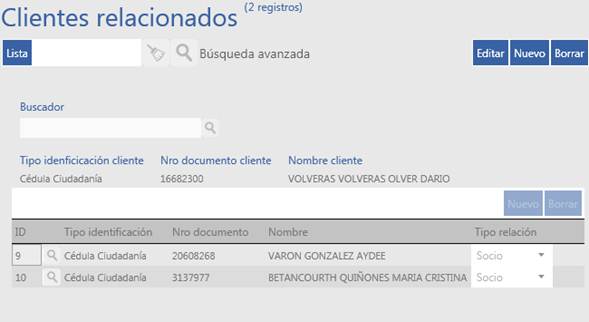 Clientes relacionados (2 registros)
Lista Búsqueda avanzada Editar Nuevo Borrar
Buscador
Tipo idenficicación cliente Nro documento cliente Nombre cliente
Cédula Ciudadanía 16682300 VOLVERAS VOLVERAS OLVER DARIO
Nuevo Borrar
ID Tipo identificación Nro documento Nombre Tipo relación
9 Cédula Ciudadanía 20608268 VARON GONZALEZ AYDEE Socio
10 Cédula Ciudadanía 3137977 BETANCOURTH QUIÑONES MARIA CRISTINA Socio